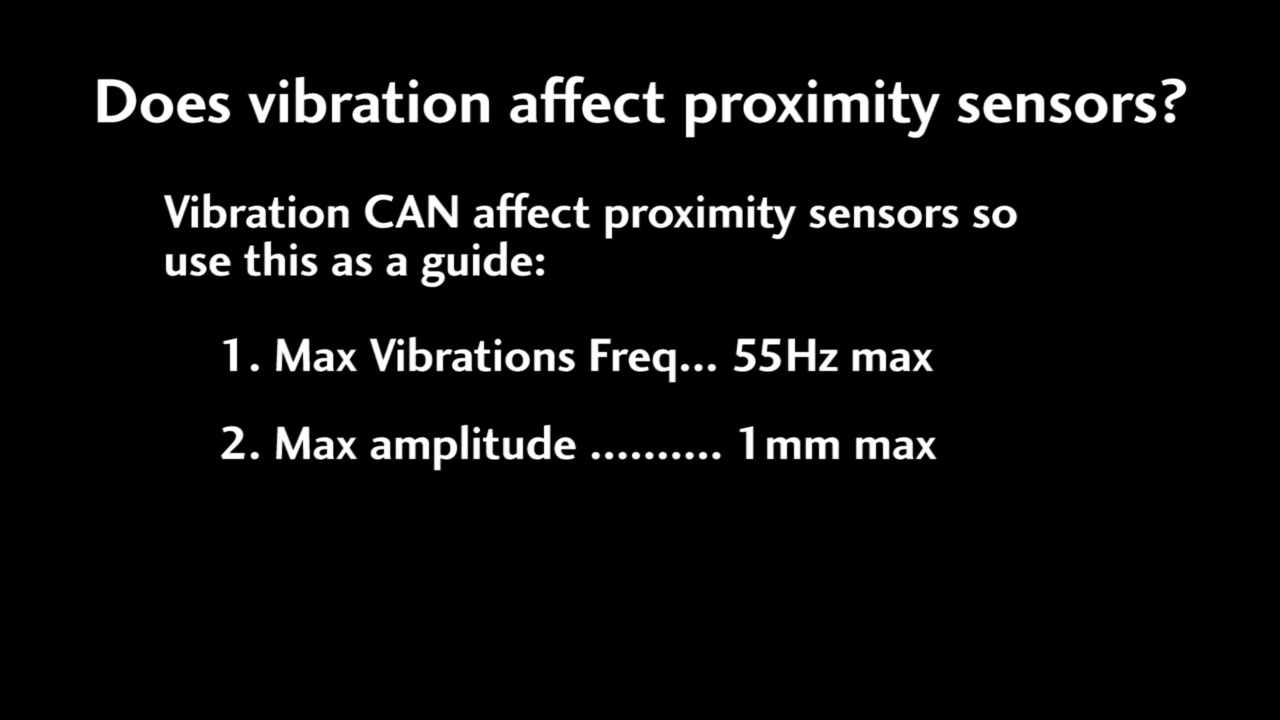 Does vibration affect proximity sensors?
Vibration CAN affect proximity sensors so
use this as a guide:
1. Max Vibrations Freq... 55Hz max
2. Max amplitude .......... 1mm max